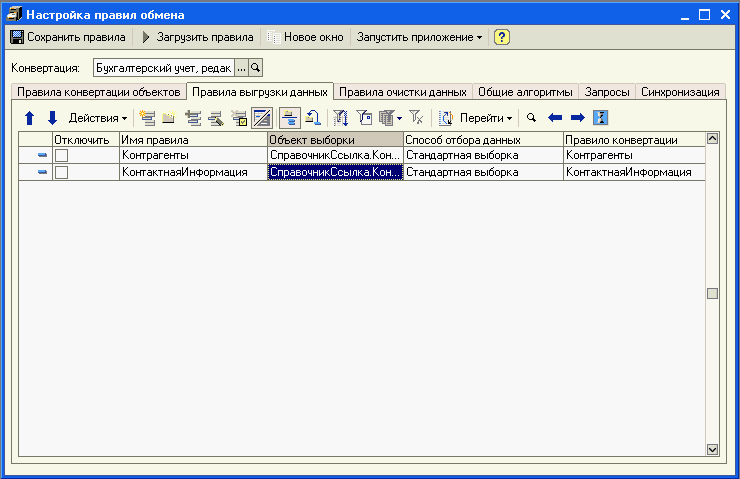 Настройка правил обмена
Сохранить правила Загрузить правила Новое окно Запустить приложение ?
Конвертация: Бухгалтерский учет, редак ...
Правила конвертации объектов Правила выгрузки данных Правила очистки данных Общие алгоритмы Запросы Синхронизация
Действия Перейти
Отключить Имя правила Объект выборки Способ отбора данных Правило конвертации
Контрагенты СправочникСсылка.Кон... Стандартная выборка Контрагенты
КонтактнаяИнформация СправочникСсылка.Кон... Стандартная выборка КонтактнаяИнформация